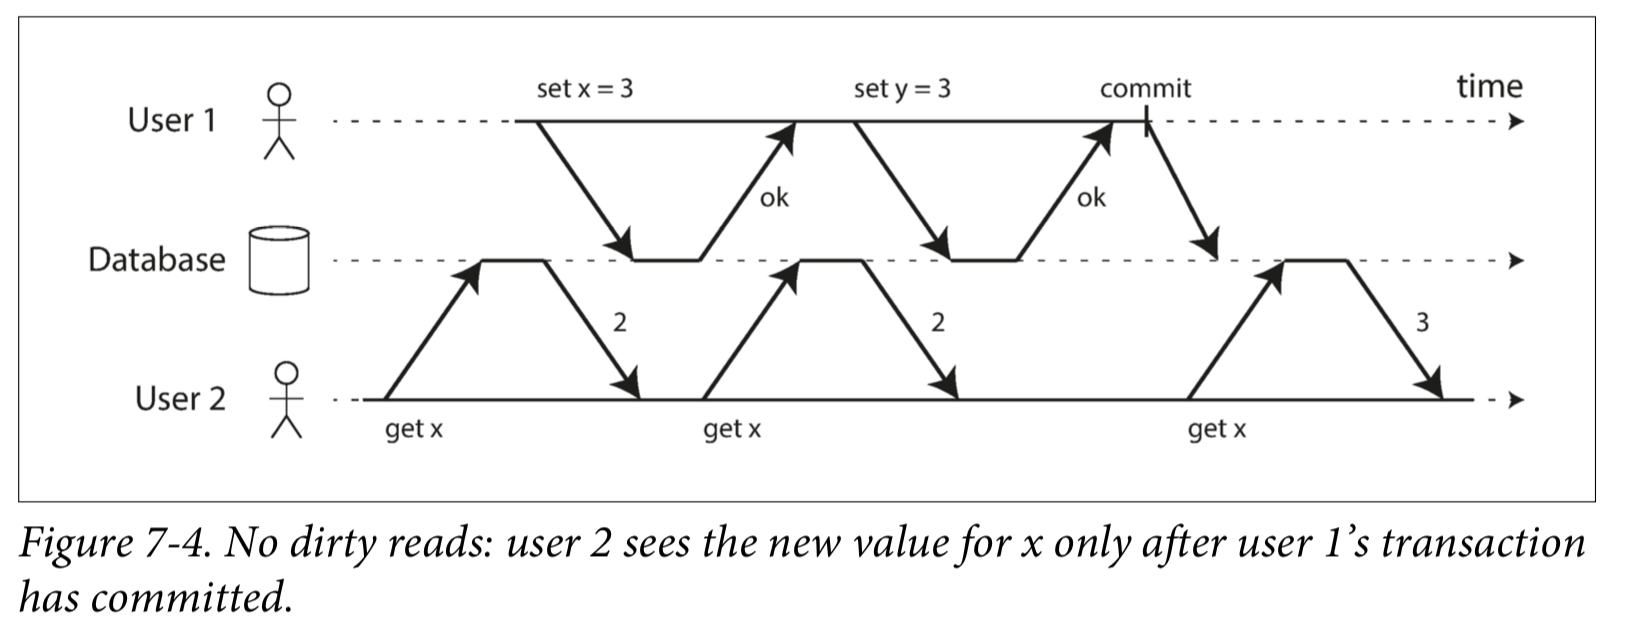 set x = 3
set y = 3
commit
time
User 1
ok
ok
Database
2
2
3
User 2
get x
get x
get x
Figure 7-4. No dirty reads: user 2 sees the new value for x only after user 1’s transaction
has committed.